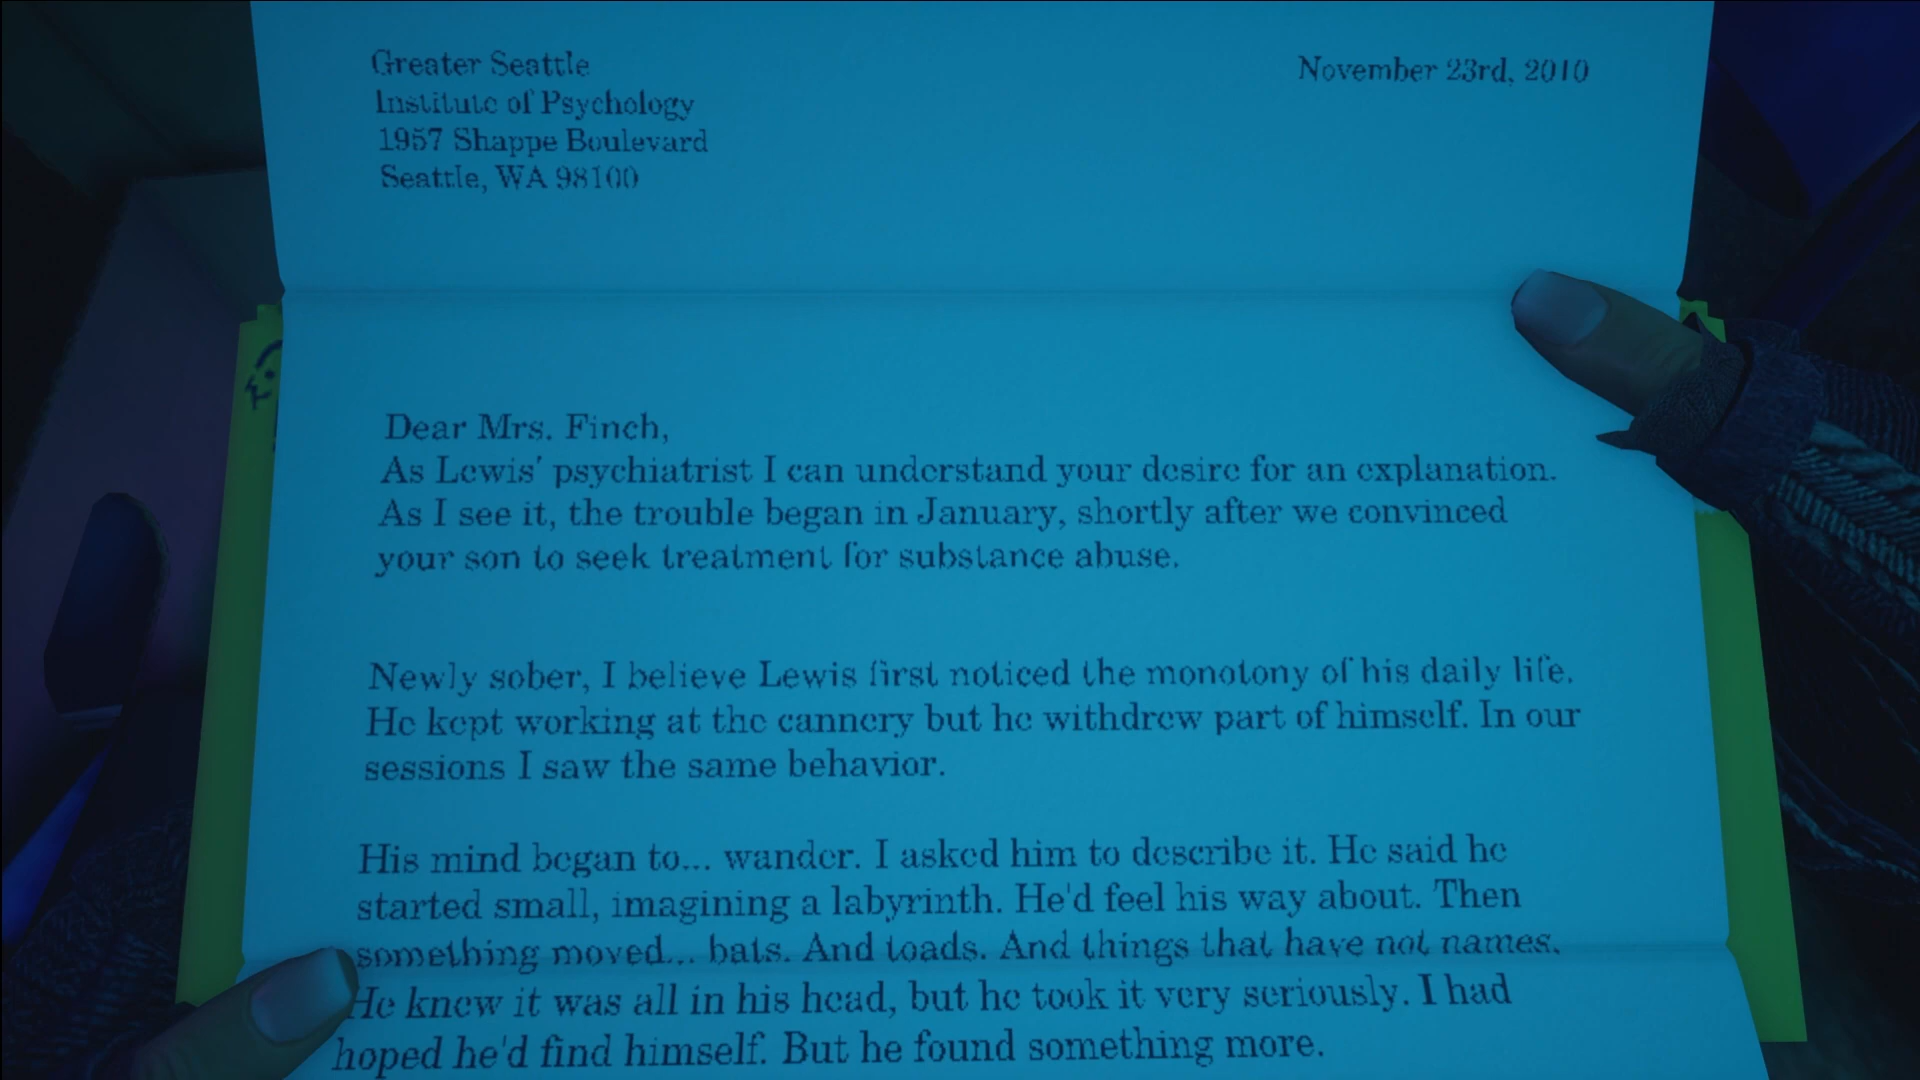 Greater Seattle
Institute of Psychology
1957 Shappe Boulevard
Seattle, WA 98100
November 23rd, 2010
Dear Mrs. Finch,
As Lewis' psychiatrist I can understand your desire for an explanation.
As I see it, the trouble began in January, shortly after we convinced
your son to seek treatment for substance abuse.
Newly sober, I believe Lewis first noticed the monotony of his daily life.
He kept working at the cannery but he withdrew part of himself. In our
sessions I saw the same behavior.
His mind began to... wander. I asked him to describe it. He said he
started small, imagining a labyrinth. He'd feel his way about. Then
something moved... bats. And toads. And things that have not names.
He knew it was all in his head, but he took it very seriously. I had
hoped he'd find himself. But he found something more.